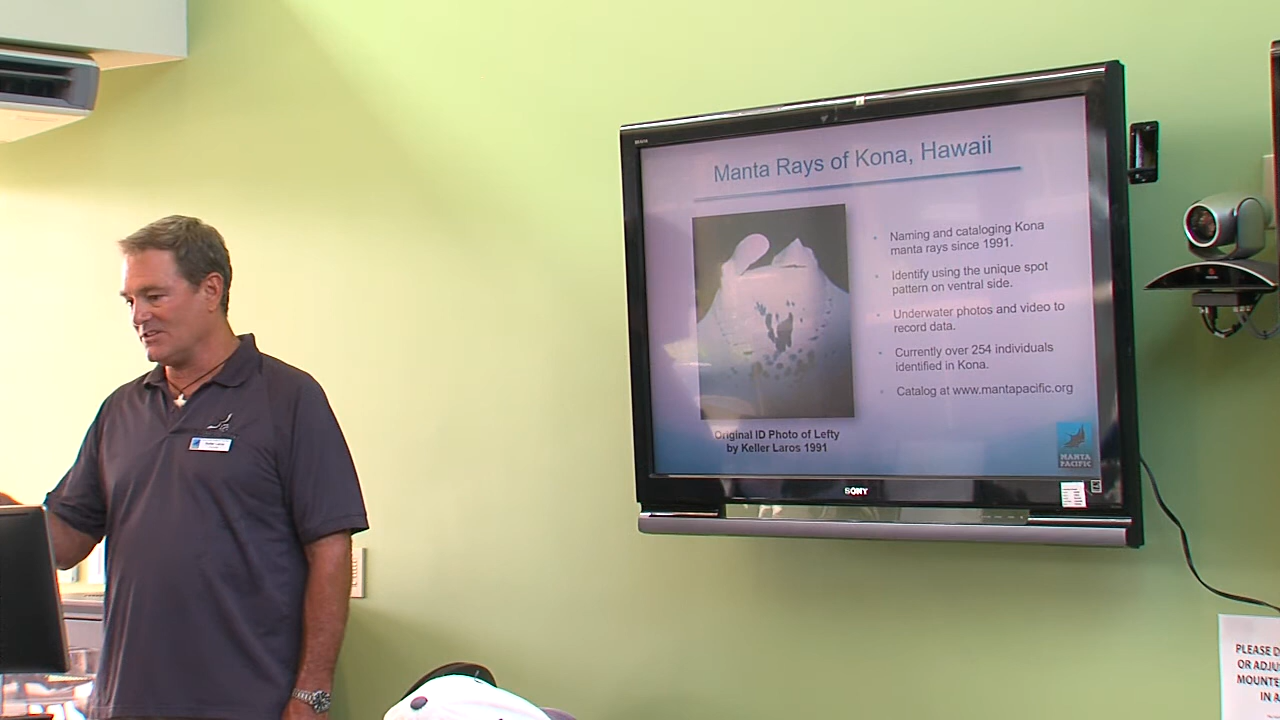 Manta Rays of Kona, Hawaii
Naming and cataloging Kona
manta rays since 1991.
Identify using the unique spot
pattern on ventral side.
Underwater photos and video to
record data.
Currently over 254 individuals
identified in Kona.
Catalog at www.mantapacific.org
Original ID Photo of Lefty
by Keller Laros 1991
MANTA
PACIFIC
SONY
PLEASE D
OR ADJU
MOUNTE
IN A